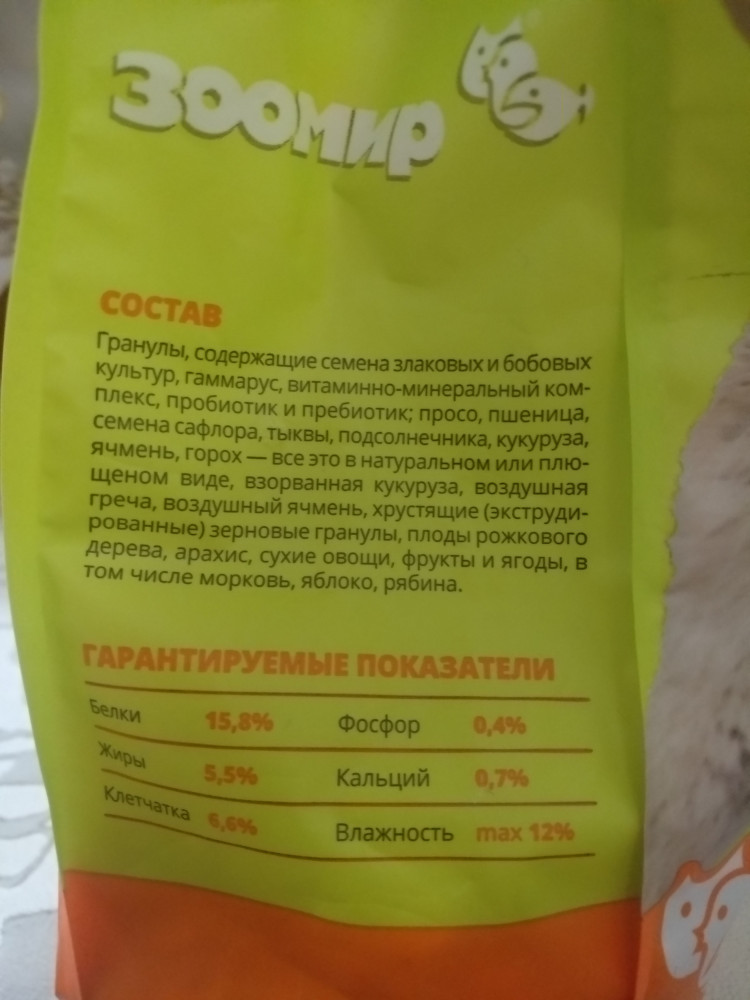 зоомир
СОСТАВ
Гранулы, содержащие семена злаковых и бобовых
культур, гаммарус, витаминно-минеральный ком-
плекс, пробиотик и пребиотик; просо, пшеница,
семена сафлора, тыквы, подсолнечника, кукуруза,
ячмень, горох — все это в натуральном или плю-
щеном виде, взорванная кукуруза, воздушная
греча, воздушный ячмень, хрустящие (экструди-
рованные) зерновые гранулы, плоды рожкового
дерева, арахис, сухие овощи, фрукты и ягоды, в
том числе морковь, яблоко, рябина.
ГАРАНТИРУЕМЫЕ ПОКАЗАТЕЛИ
Белки 15,8% Фосфор 0,4%
Жиры 5,5% Кальций 0,7%
Клетчатка 6,6% Влажность max 12%